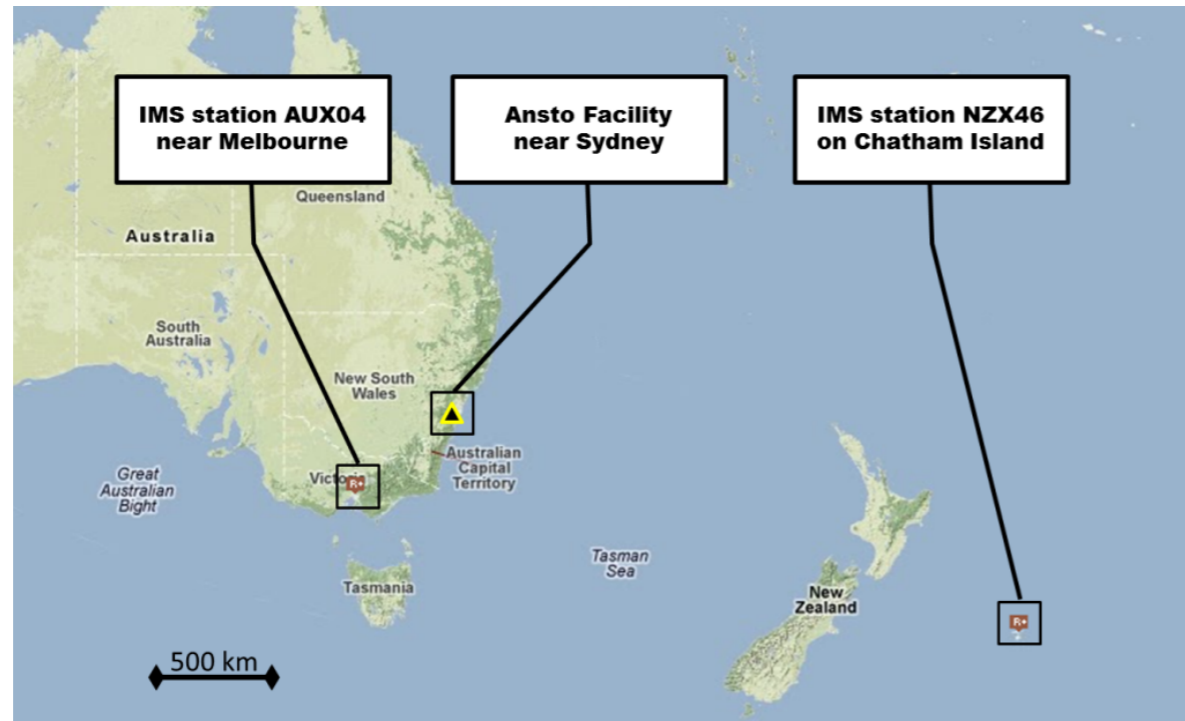 IMS station AUX04
near Melbourne
Ansto Facility
near Sydney
IMS station NZX46
on Chatham Island
Queensland
Australia
South
Australia
New South
Wales
Australian
Capital
Territory
Victoria
R
Great
Australian
Bight
Tasman
Sea
Tasmania
New
Zealand
R
500 km